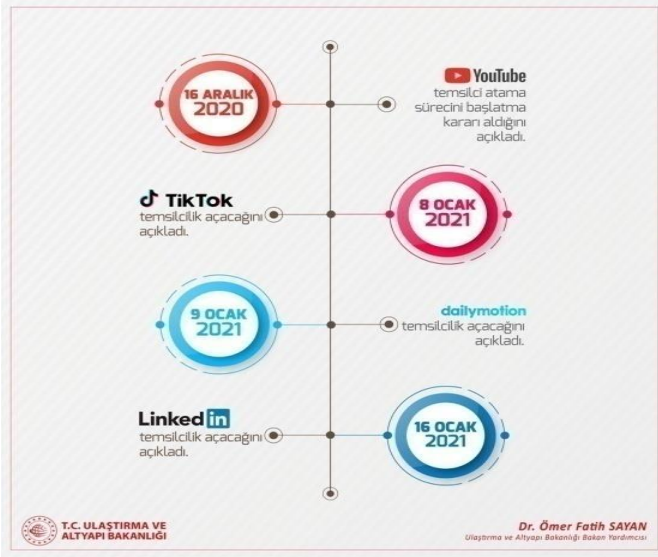 16 ARALIK
2020
YouTube
temsilci atama
sürecini başlatma
kararı aldığını
açıkladı.
TikTok
temsilcilik açacağını
açıkladı.
8 OCAK
2021
9 OCAK
2021
dailymotion
temsilcilik açacağını
açıkladı.
Linked in
temsilcilik açacağını
açıkladı.
16 OCAK
2021
T.C. ULAŞTIRMA VE
ALTYAPI BAKANLIĞI
Dr. Ömer Fatih SAYAN
Ulaştırma ve Altyapı Bakanlığı Bakan Yardımcısı